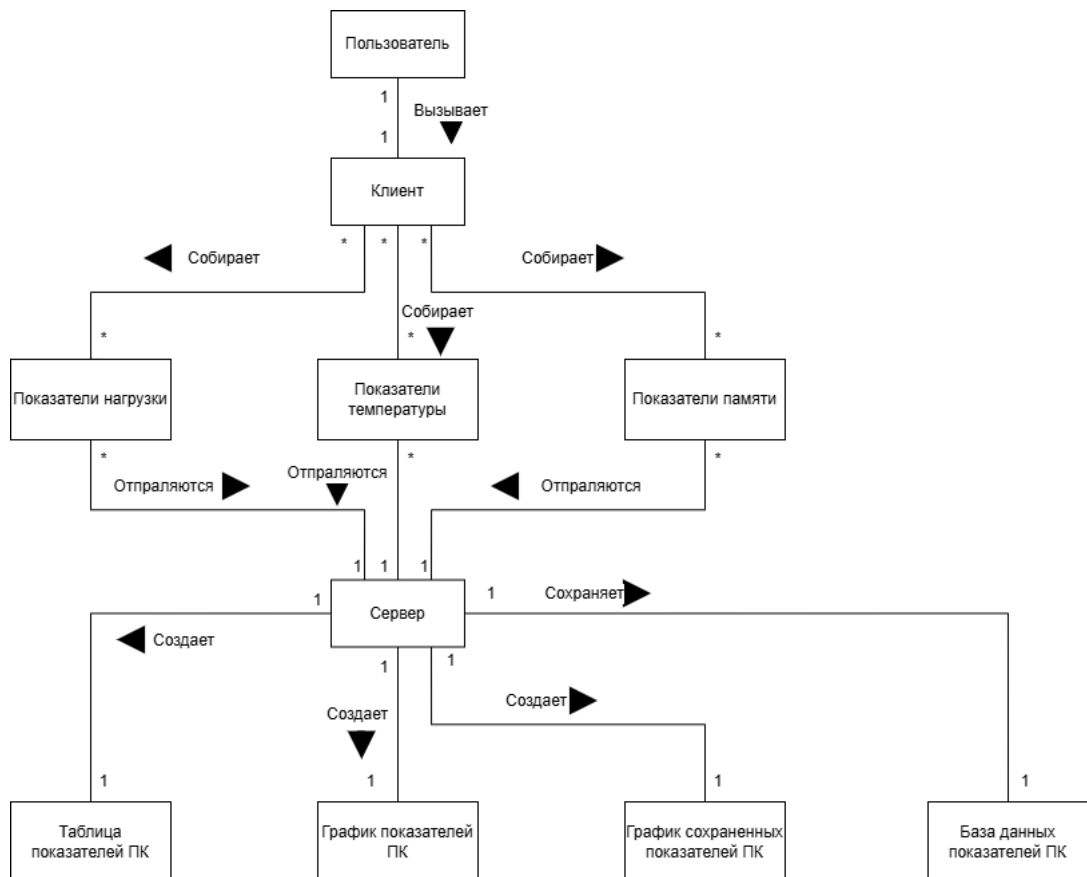 Пользователь
1
Вызывает
1
Клиент
*
*
*
Собирает
Собирает
Собирает
*
*
*
Показатели нагрузки
Показатели
температуры
Показатели памяти
*
*
*
Отпраляются
Отпраляются
Отпраляются
1
1
1
1
Сервер
1
Сохраняет
Создает
1
1
Создает
Создает
1
1
1
1
Таблица
показателей ПК
График показателей
ПК
График сохраненных
показателей ПК
База данных
показателей ПК